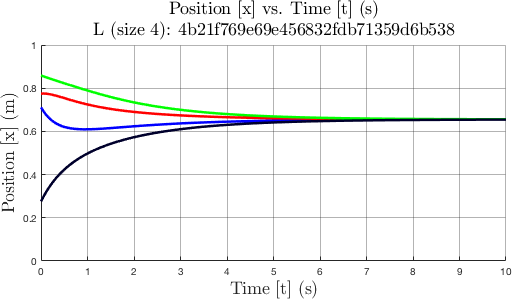 Position [x] vs. Time [t] (s)
L (size 4): 4b21f769e69e456832fdb71359d6b538
Position [x] (m)
1
0.8
0.6
0.4
0.2
0
0 1 2 3 4 5 6 7 8 9 10
Time [t] (s)